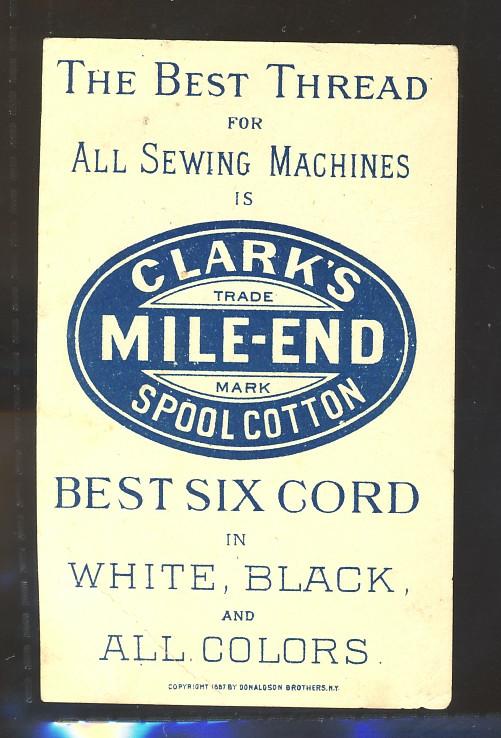 THE BEST THREAD
FOR
ALL SEWING MACHINES
IS
CLARK'S
TRADE
MILE-END
MARK
SPOOL COTTON
BEST SIX CORD
IN
WHITE, BLACK,
AND
ALL COLORS.
COPYRIGHT 1887 BY DONALDSON BROTHERS, N.Y.